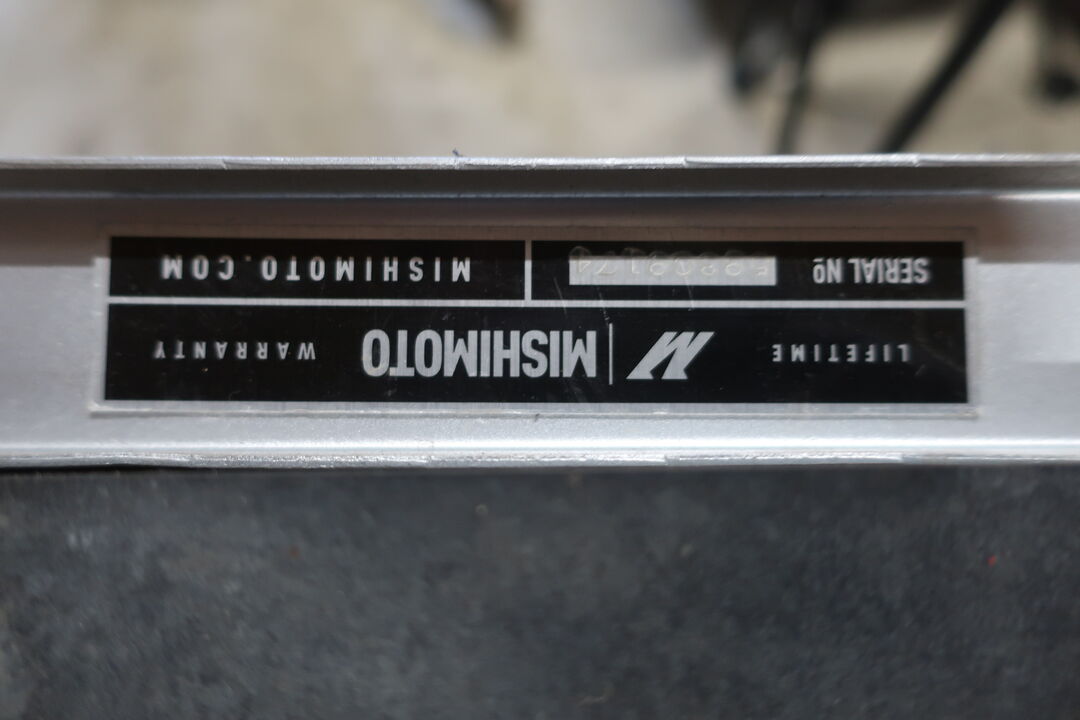 LIFETIME MISHIMOTO WARRANTY
SERIAL Nº MISHIMOTO.COM